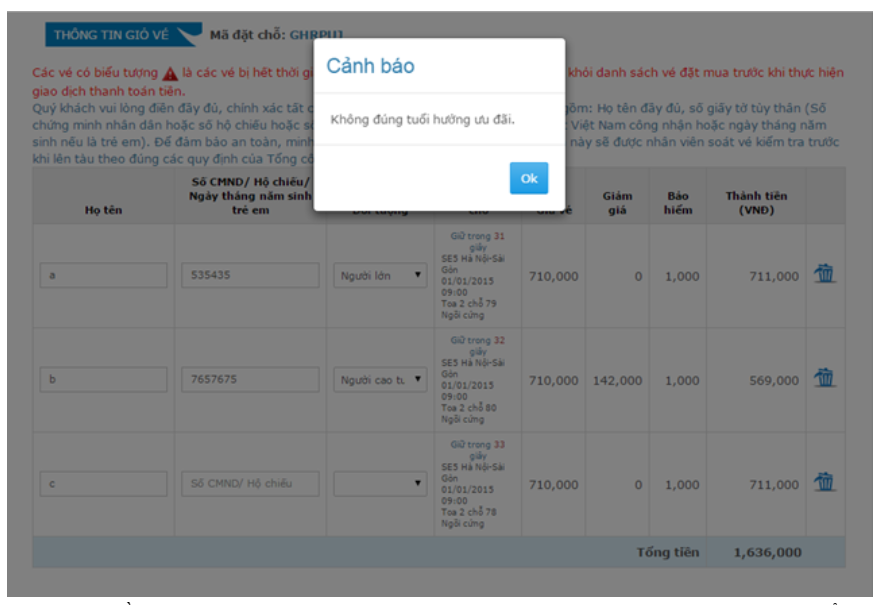 THÔNG TIN GIỎ VÉ Mã đặt chỗ: GHRPU1
Cảnh báo
Các vé có biểu tượng là các vé bị hết thời gi khỏi danh sách vé đặt mua trước khi thực hiện
giao dịch thanh toán tiền.
Quý khách vui lòng điền đầy đủ, chính xác tất c gồm: Họ tên đầy đủ, số giấy tờ tùy thân (Số
Không đúng tuổi hưởng ưu đãi.
chứng minh nhân dân hoặc số hộ chiếu hoặc số t Việt Nam công nhận hoặc ngày tháng năm
sinh nếu là trẻ em). Để đảm bảo an toàn, minh này sẽ được nhân viên soát vé kiểm tra trước
khi lên tàu theo đúng các quy định của Tổng cô
Ok
Họ tên
Số CMND/ Hộ chiếu/
Ngày tháng năm sinh
trẻ em
Đối tượng
chỗ
Giá vé
Giảm
giá
Bảo
hiểm
Thành tiền
(VNĐ)
a
535435
Người lớn
Giữ trong 31
giây
SE5 Hà Nội-Sài
Gòn
01/01/2015
09:00
Toa 2 chỗ 79
Ngồi cứng
710,000
0
1,000
711,000
b
7657675
Người cao tu
Giữ trong 32
giây
SE5 Hà Nội-Sài
Gòn
01/01/2015
09:00
Toa 2 chỗ 80
Ngồi cứng
710,000
142,000
1,000
569,000
c
Số CMND/ Hộ chiếu
Giữ trong 33
giây
SE5 Hà Nội-Sài
Gòn
01/01/2015
09:00
Toa 2 chỗ 78
Ngồi cứng
710,000
0
1,000
711,000
Tổng tiền 1,636,000